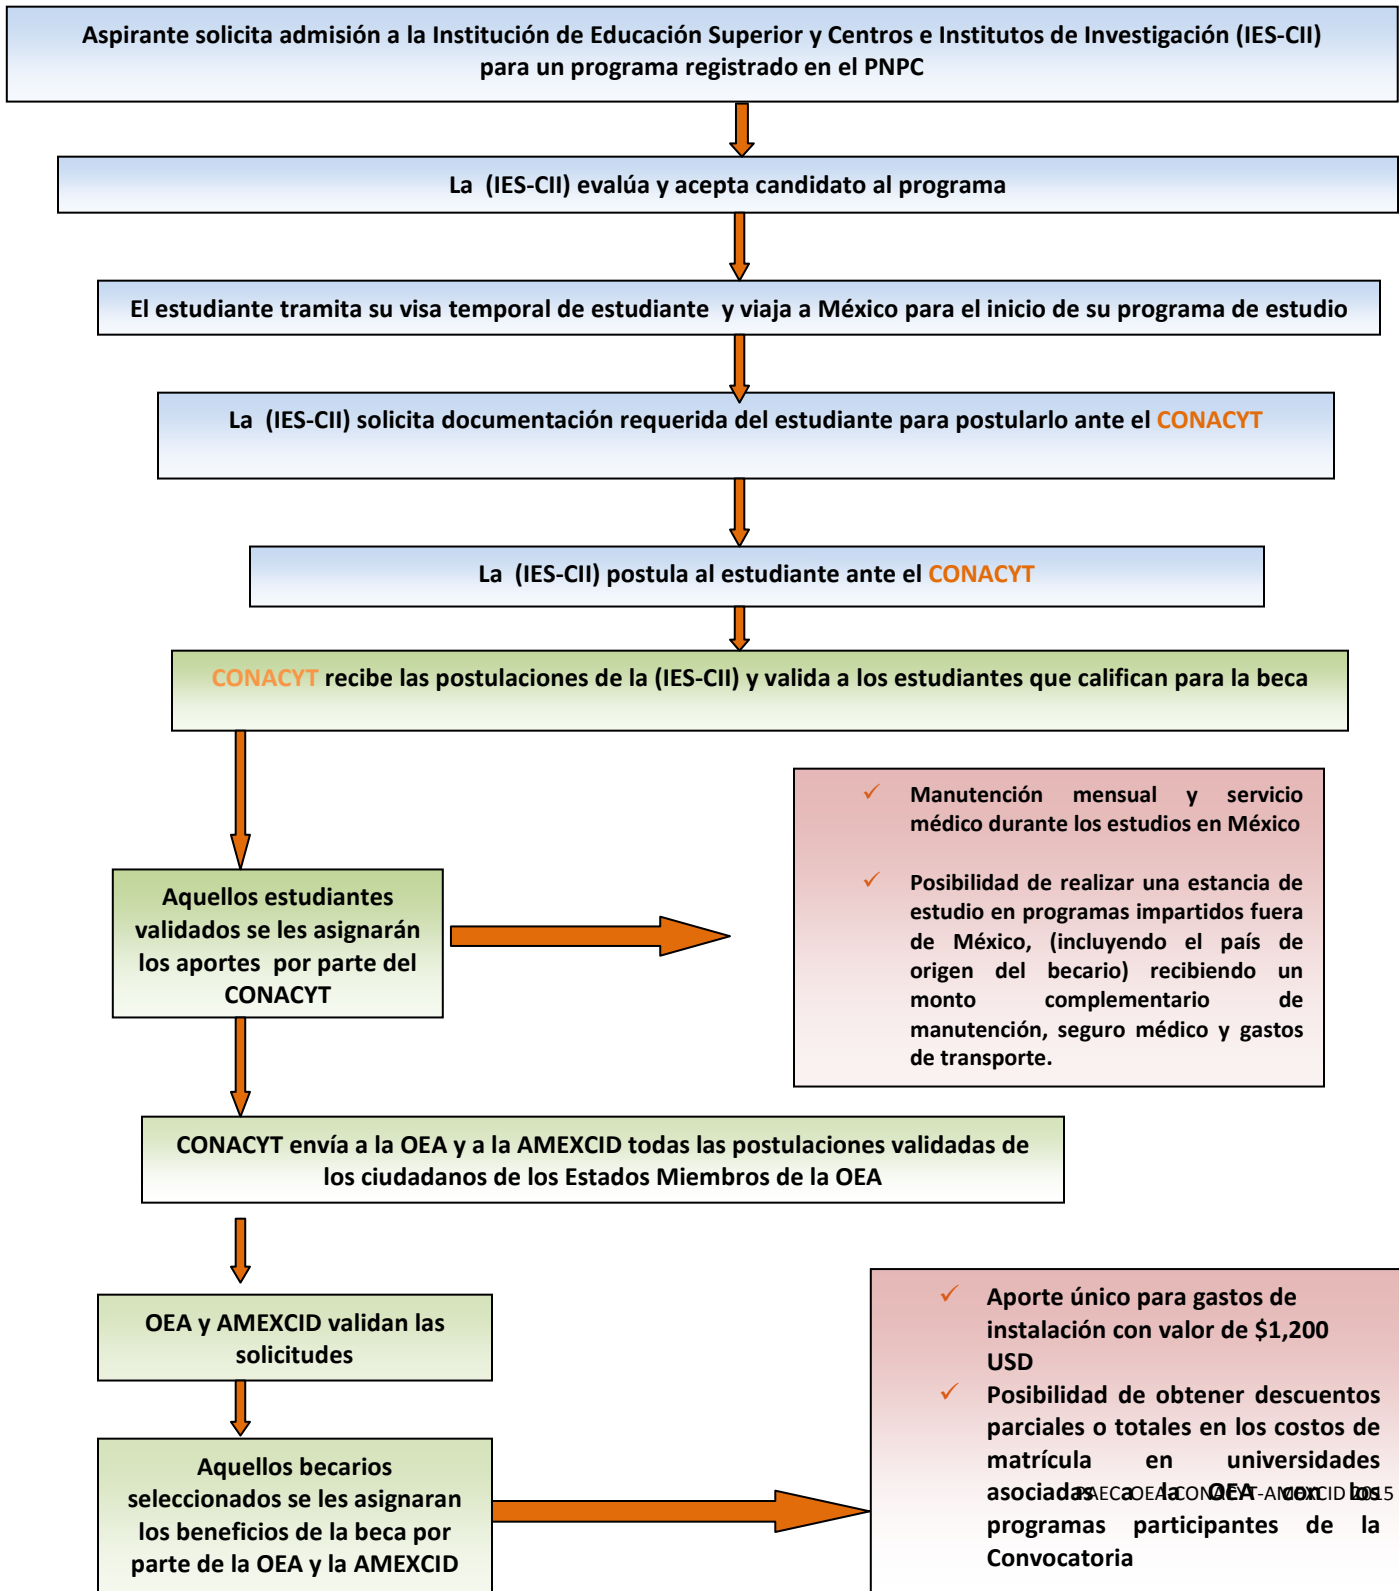 Aspirante solicita admisión a la Institución de Educación Superior y Centros e Institutos de Investigación (IES-CII)
para un programa registrado en el PNPC
La (IES-CII) evalúa y acepta candidato al programa
El estudiante tramita su visa temporal de estudiante y viaja a México para el inicio de su programa de estudio
La (IES-CII) solicita documentación requerida del estudiante para postularlo ante el CONACYT
La (IES-CII) postula al estudiante ante el CONACYT
CONACYT recibe las postulaciones de la (IES-CII) y valida a los estudiantes que califican para la beca
✓ Manutención mensual y servicio
médico durante los estudios en México
✓ Posibilidad de realizar una estancia de
estudio en programas impartidos fuera
de México, (incluyendo el país de
origen del becario) recibiendo un
monto complementario de
manutención, seguro médico y gastos
de transporte.
Aquellos estudiantes
validados se les asignarán
los aportes por parte del
CONACYT
CONACYT envía a la OEA y a la AMEXCID todas las postulaciones validadas de
los ciudadanos de los Estados Miembros de la OEA
OEA y AMEXCID validan las
solicitudes
Aquellos becarios
seleccionados se les asignaran
los beneficios de la beca por
parte de la OEA y la AMEXCID
✓ Aporte único para gastos de
instalación con valor de $1,200
USD
✓ Posibilidad de obtener descuentos
parciales o totales en los costos de
matrícula en universidades
asociadas a la OEA con los
programas participantes de la
Convocatoria
PAEC-OEA-CONACYT-AMEXCID 2015